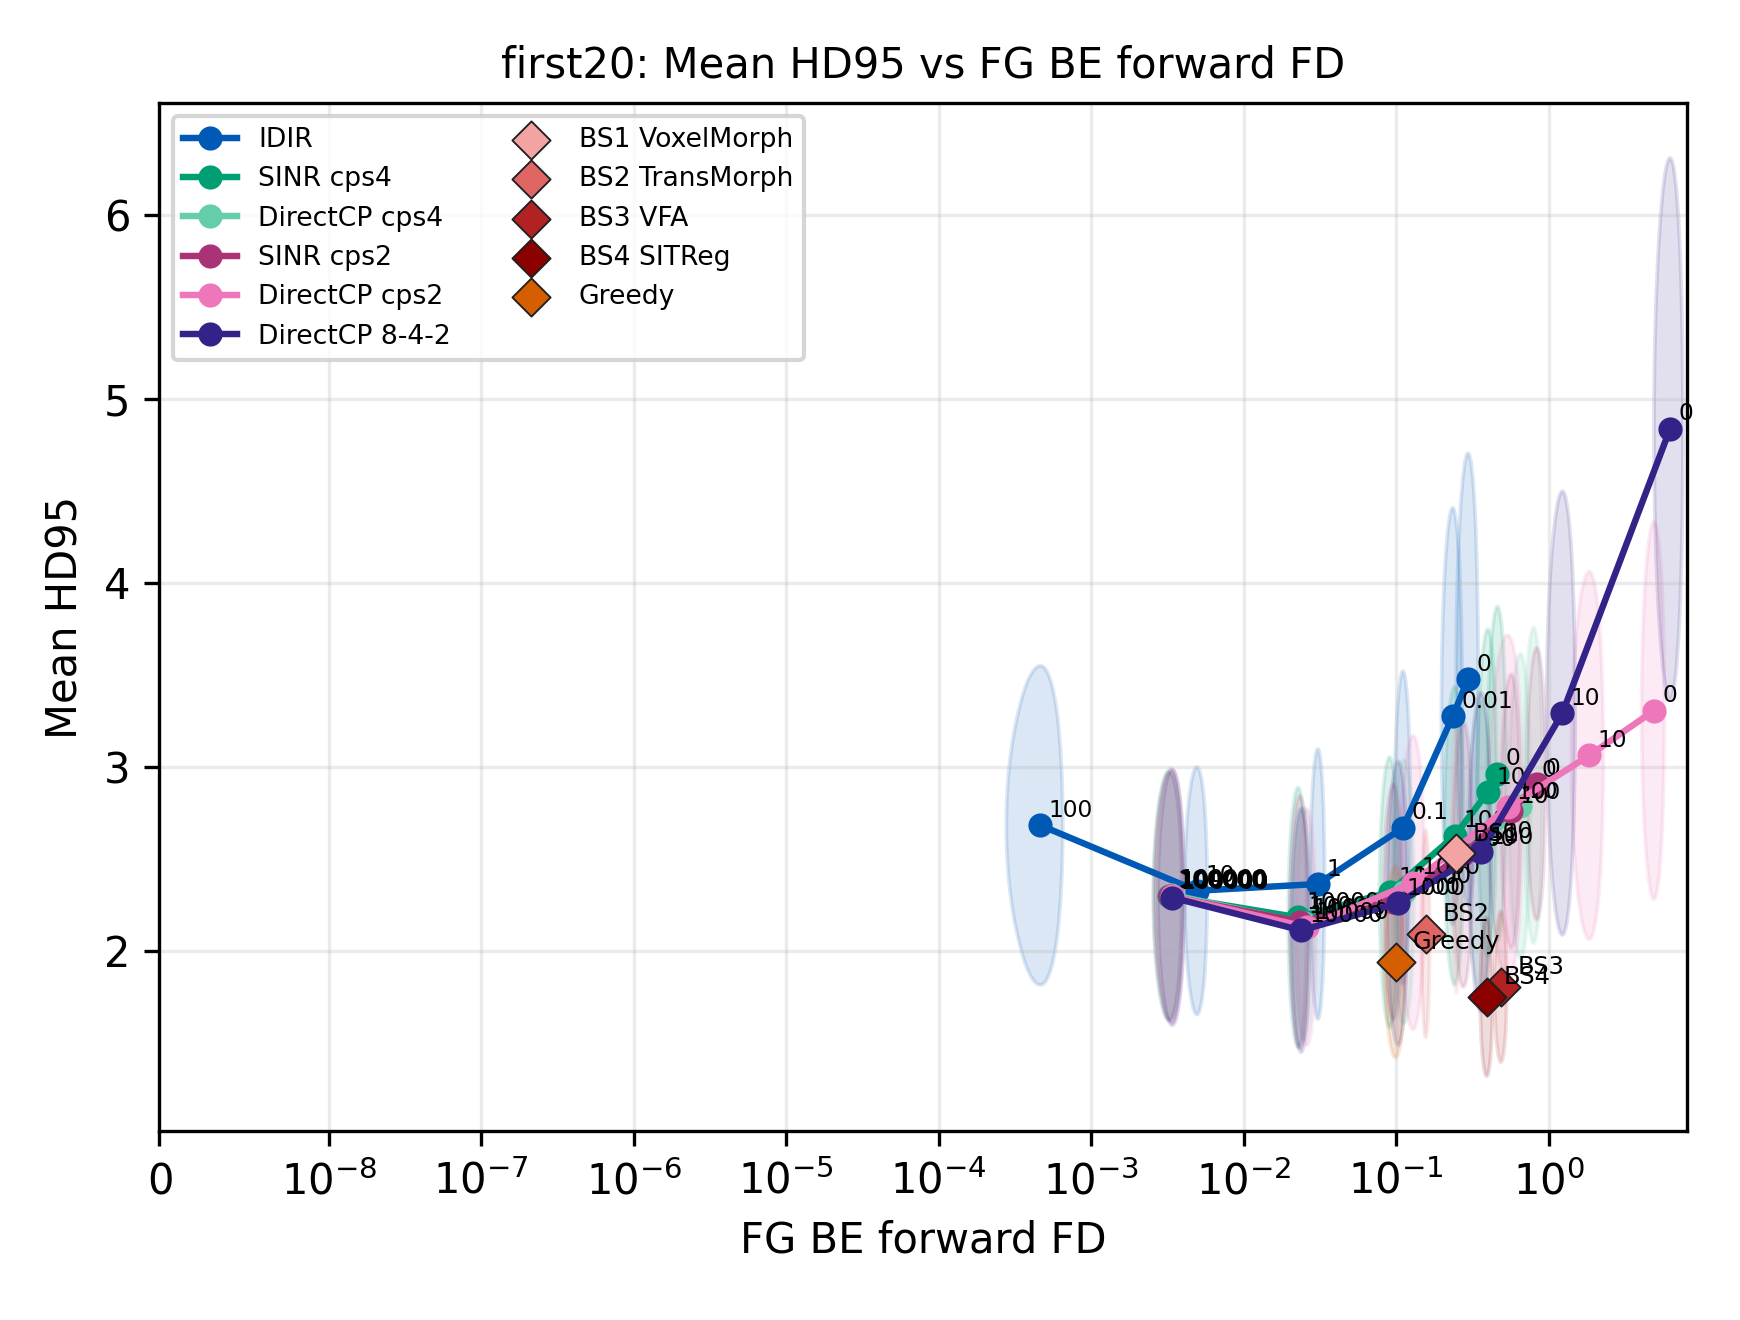 first20: Mean HD95 vs FG BE forward FD
IDIR
SINR cps4
DirectCP cps4
SINR cps2
DirectCP cps2
DirectCP 8-4-2
BS1 VoxelMorph
BS2 TransMorph
BS3 VFA
BS4 SITReg
Greedy
Mean HD95
6
5
4
3
2
0
0
0.01
10
0
10
0
100
0.1
1
BS2
Greedy
BS3
BS4
0
10⁻⁸
10⁻⁷
10⁻⁶
10⁻⁵
10⁻⁴
10⁻³
10⁻²
10⁻¹
10⁰
FG BE forward FD